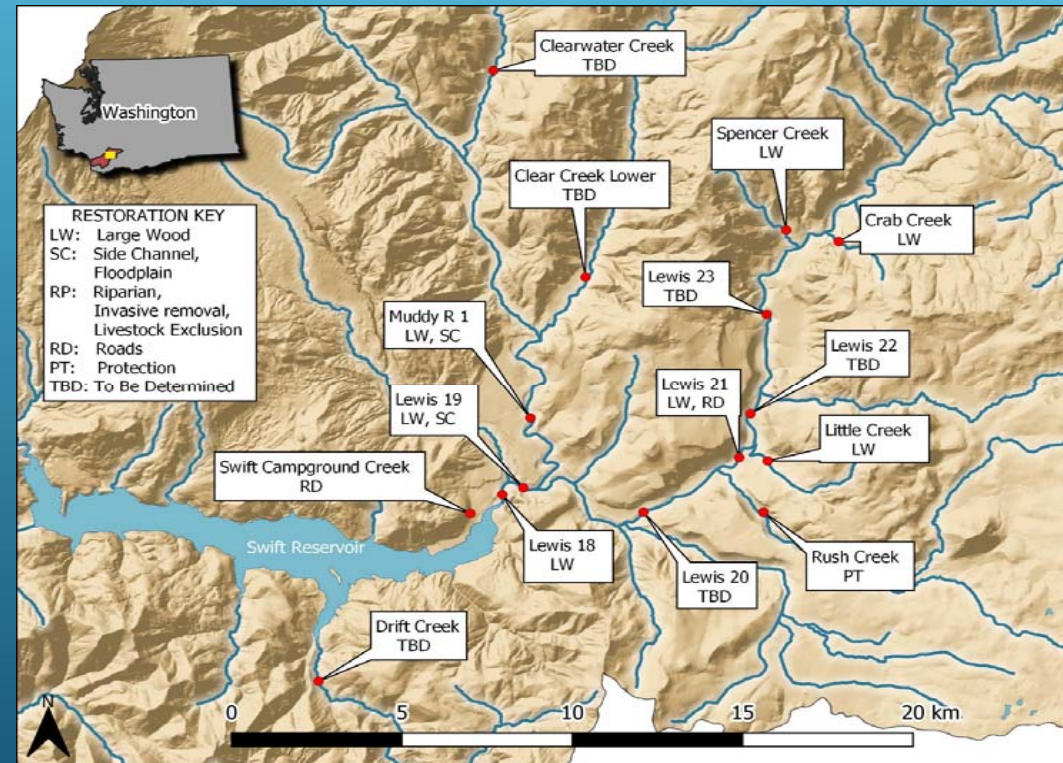 Clearwater Creek
TBD
Washington
Spencer Creek
LW
Clear Creek Lower
TBD
Crab Creek
LW
RESTORATION KEY
LW: Large Wood
SC: Side Channel,
Floodplain
RP: Riparian,
Invasive removal,
Livestock Exclusion
RD: Roads
PT: Protection
TBD: To Be Determined
Lewis 23
TBD
Muddy R 1
LW, SC
Lewis 22
TBD
Lewis 21
LW, RD
Lewis 19
LW, SC
Little Creek
LW
Swift Campground Creek
RD
Swift Reservoir
Lewis 18
LW
Lewis 20
TBD
Rush Creek
PT
Drift Creek
TBD
N
0 5 10 15 20 km